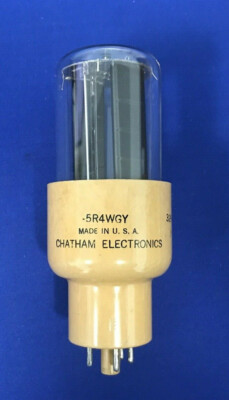 -5R4WGY
MADE IN U. S. A.
CHATHAM ELECTRONICS